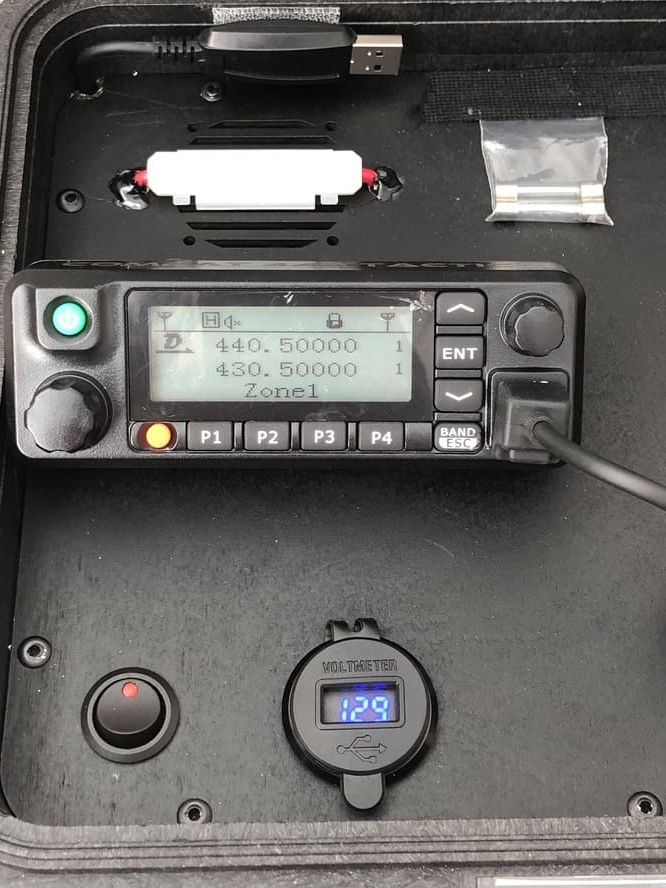 H
D 440.50000 1
430.50000 1
Zone1
ENT
P1 P2 P3 P4 BAND
ESC
VOLTMETER
12.9